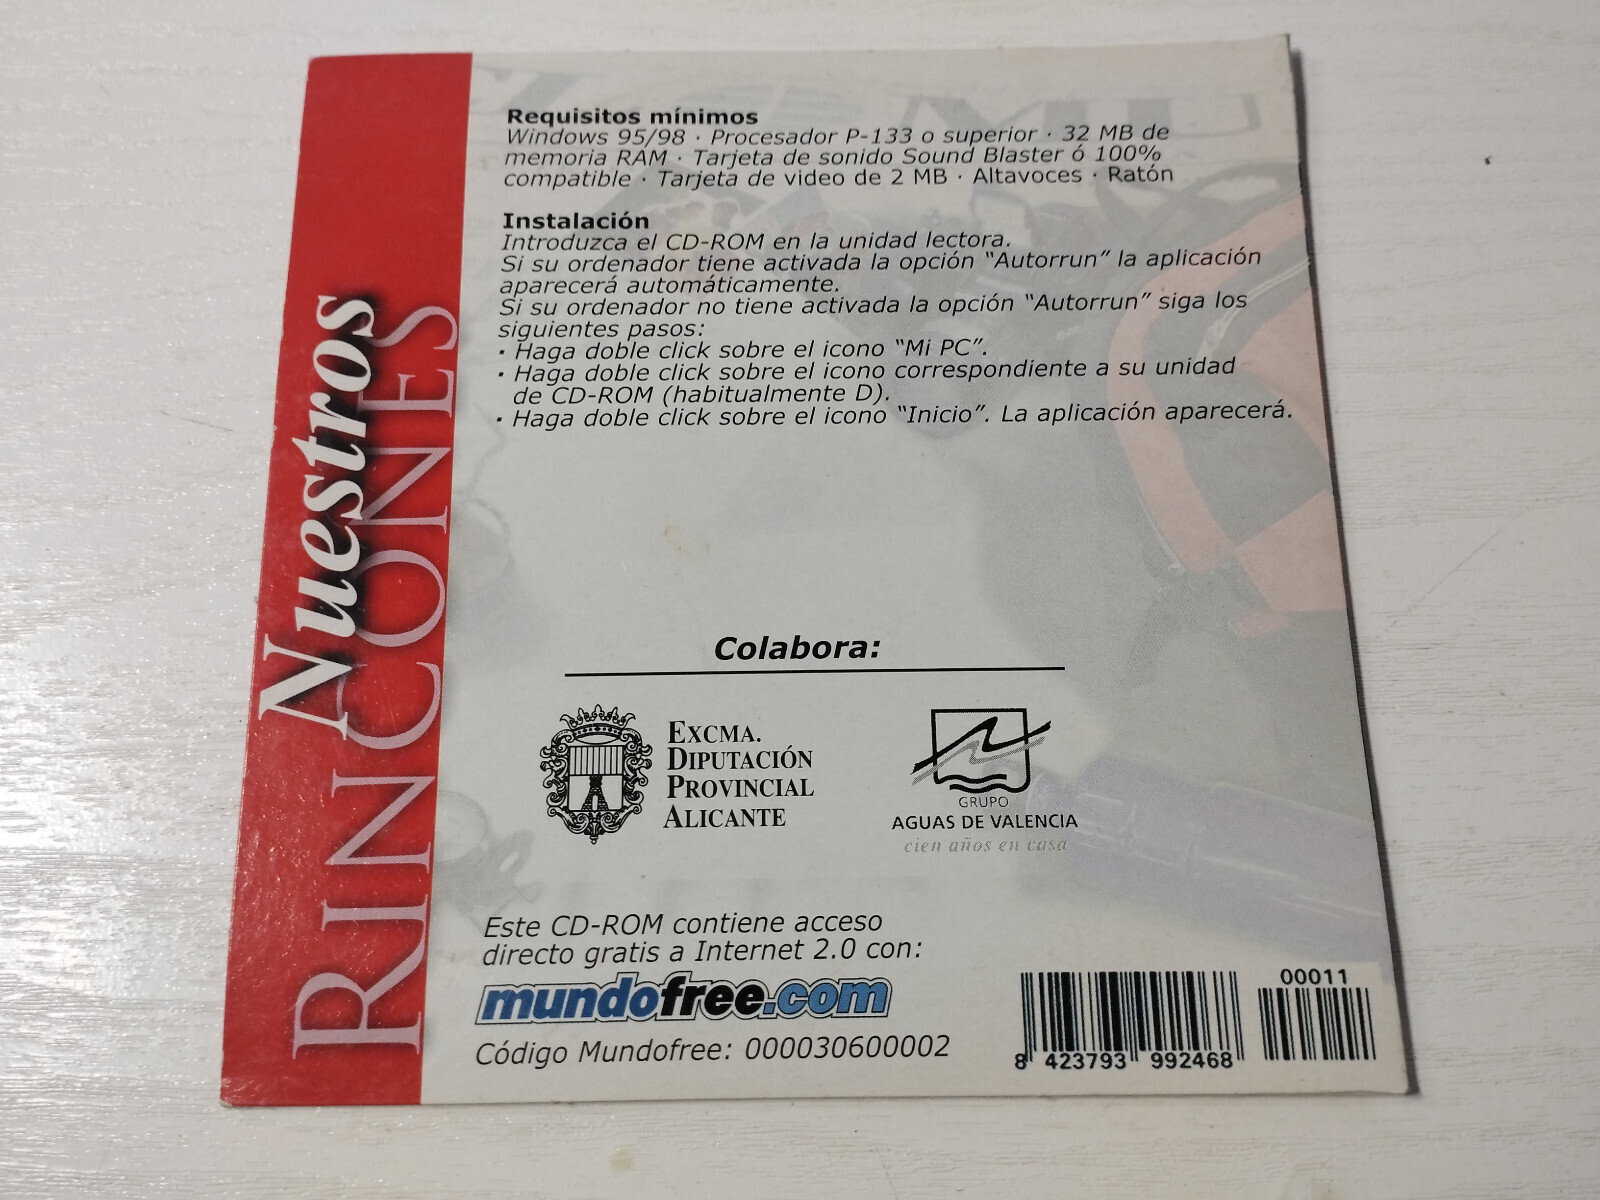 Nuestros
RINCONES
Requisitos mínimos
Windows 95/98 · Procesador P-133 o superior · 32 MB de
memoria RAM · Tarjeta de sonido Sound Blaster ó 100%
compatible · Tarjeta de video de 2 MB · Altavoces · Ratón
Instalación
Introduzca el CD-ROM en la unidad lectora.
Si su ordenador tiene activada la opción “Autorrun” la aplicación
aparecerá automáticamente.
Si su ordenador no tiene activada la opción “Autorrun” siga los
siguientes pasos:
· Haga doble click sobre el icono “Mi PC”.
· Haga doble click sobre el icono correspondiente a su unidad
de CD-ROM (habitualmente D).
· Haga doble click sobre el icono “Inicio”. La aplicación aparecerá.
Colabora:
EXCMA.
DIPUTACIÓN
PROVINCIAL
ALICANTE
GRUPO
AGUAS DE VALENCIA
cien años en casa
Este CD-ROM contiene acceso
directo gratis a Internet 2.0 con:
mundofree.com
Código Mundofree: 000030600002
00011
8 423793 992468